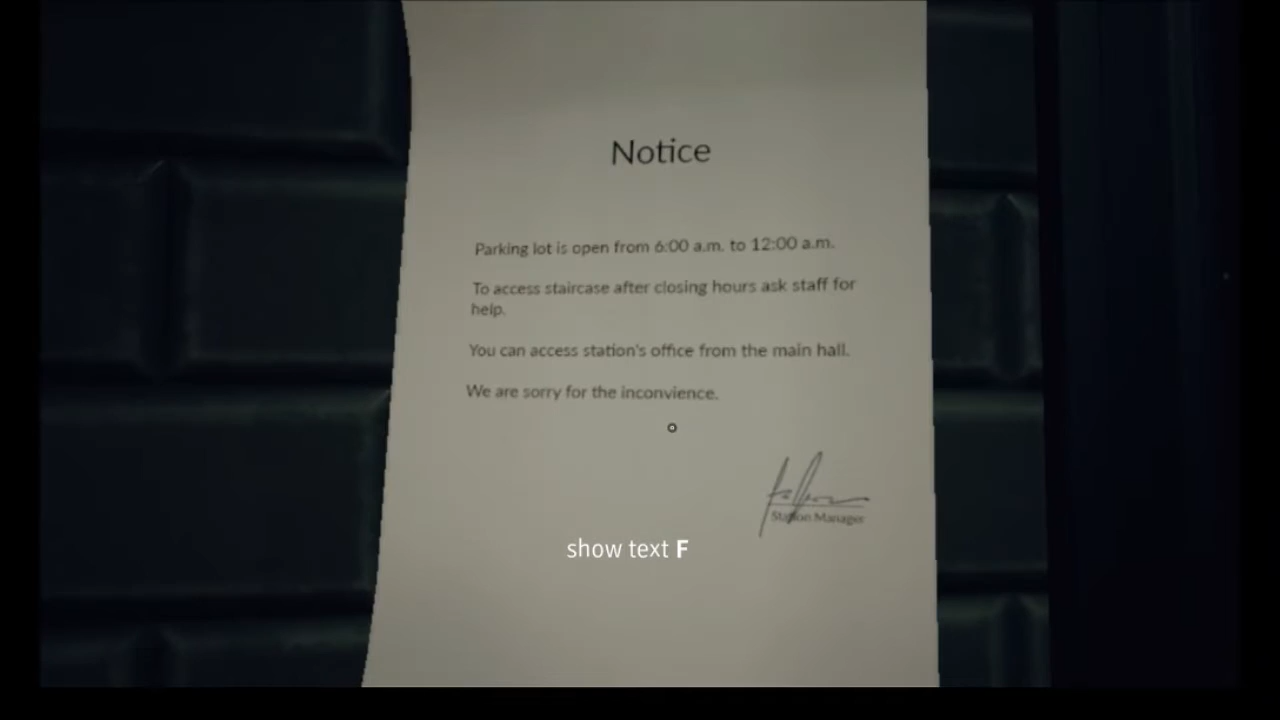 Notice
Parking lot is open from 6:00 a.m. to 12:00 a.m.
To access staircase after closing hours ask staff for
help.
You can access station's office from the main hall.
We are sorry for the inconvience.
Station Manager
show text F